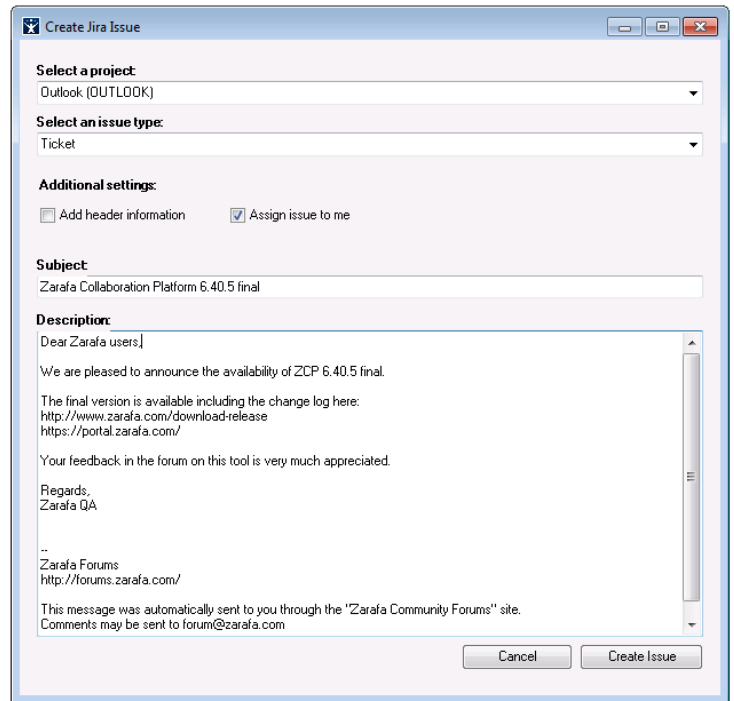 Create Jira Issue
Select a project:
Outlook (OUTLOOK)
Select an issue type:
Ticket
Additional settings:
Add header information
Assign issue to me
Subject:
Zarafa Collaboration Platform 6.40.5 final
Description:
Dear Zarafa users,
We are pleased to announce the availability of ZCP 6.40.5 final.
The final version is available including the change log here:
http://www.zarafa.com/download-release
https://portal.zarafa.com/
Your feedback in the forum on this tool is very much appreciated.
Regards,
Zarafa QA
--
Zarafa Forums
http://forums.zarafa.com/
This message was automatically sent to you through the "Zarafa Community Forums" site.
Comments may be sent to forum@zarafa.com
Cancel
Create Issue